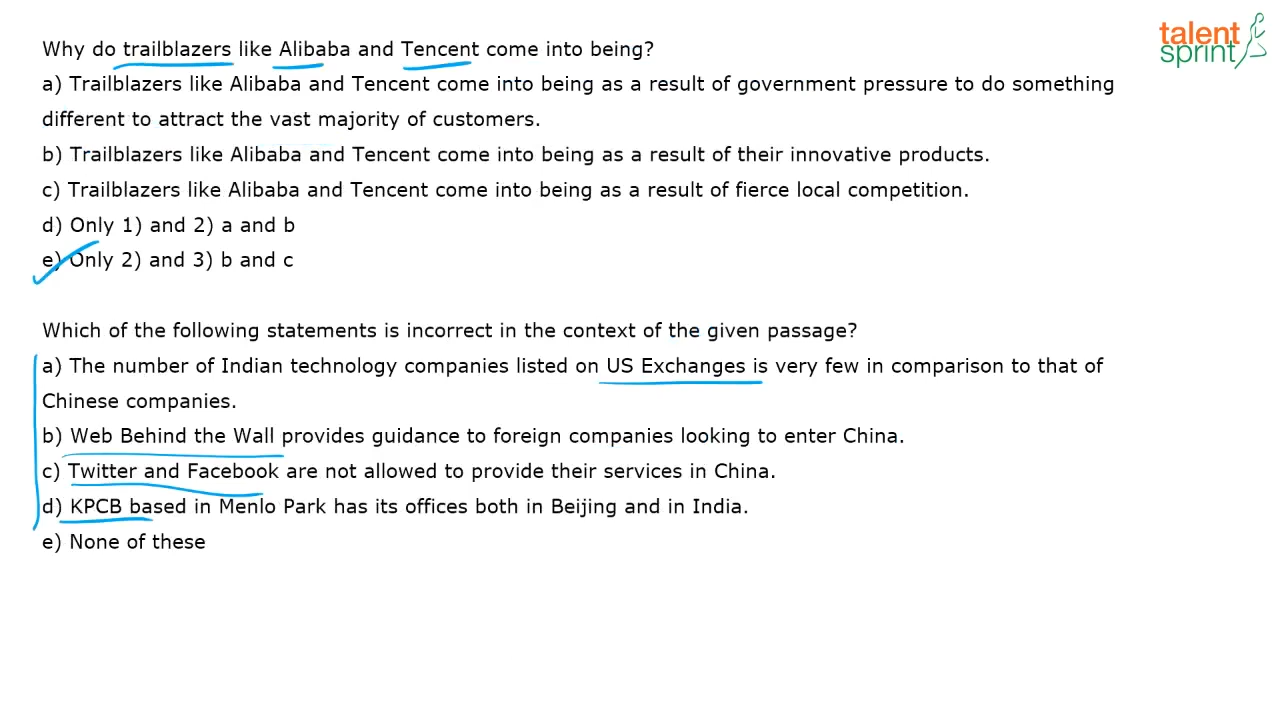 talent
sprint
Why do trailblazers like Alibaba and Tencent come into being?
a) Trailblazers like Alibaba and Tencent come into being as a result of government pressure to do something
different to attract the vast majority of customers.
b) Trailblazers like Alibaba and Tencent come into being as a result of their innovative products.
c) Trailblazers like Alibaba and Tencent come into being as a result of fierce local competition.
d) Only 1) and 2) a and b
e) Only 2) and 3) b and c
Which of the following statements is incorrect in the context of the given passage?
a) The number of Indian technology companies listed on US Exchanges is very few in comparison to that of
Chinese companies.
b) Web Behind the Wall provides guidance to foreign companies looking to enter China.
c) Twitter and Facebook are not allowed to provide their services in China.
d) KPCB based in Menlo Park has its offices both in Beijing and in India.
e) None of these